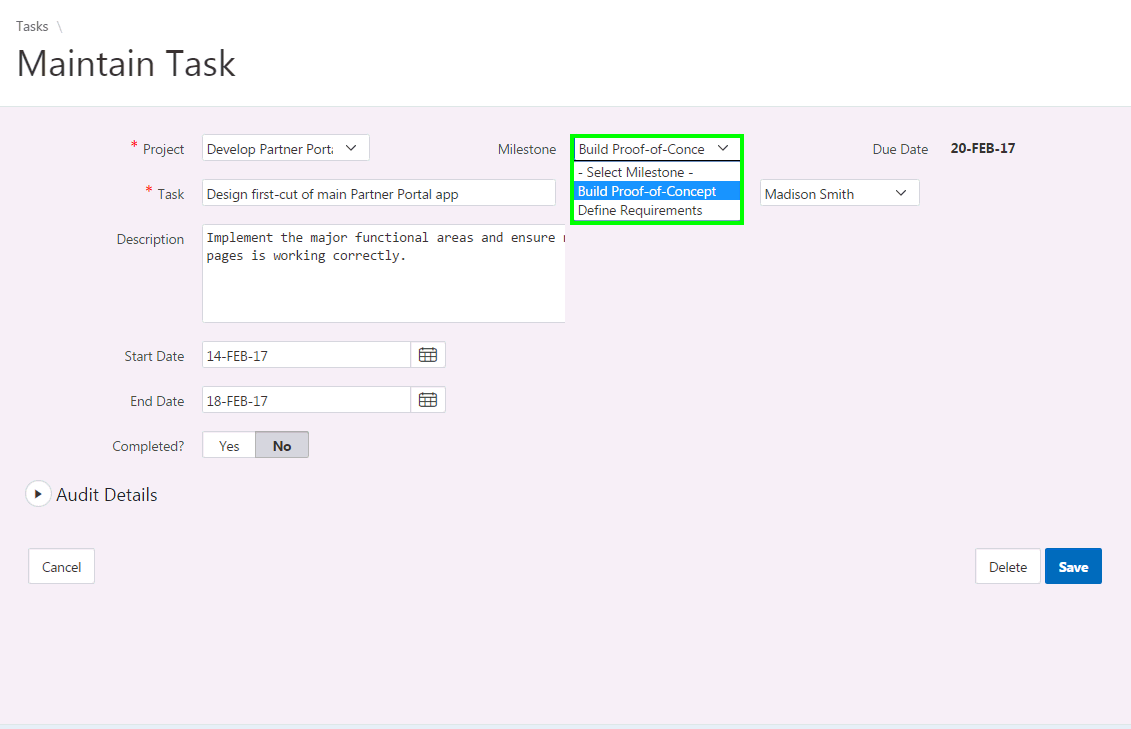 Tasks \
Maintain Task
* Project Develop Partner Port Milestone Build Proof-of-Conce Due Date 20-FEB-17
- Select Milestone -
Build Proof-of-Concept
Define Requirements
* Task Design first-cut of main Partner Portal app Madison Smith
Description Implement the major functional areas and ensure
pages is working correctly.
Start Date 14-FEB-17
End Date 18-FEB-17
Completed? Yes No
Audit Details
Cancel Delete Save